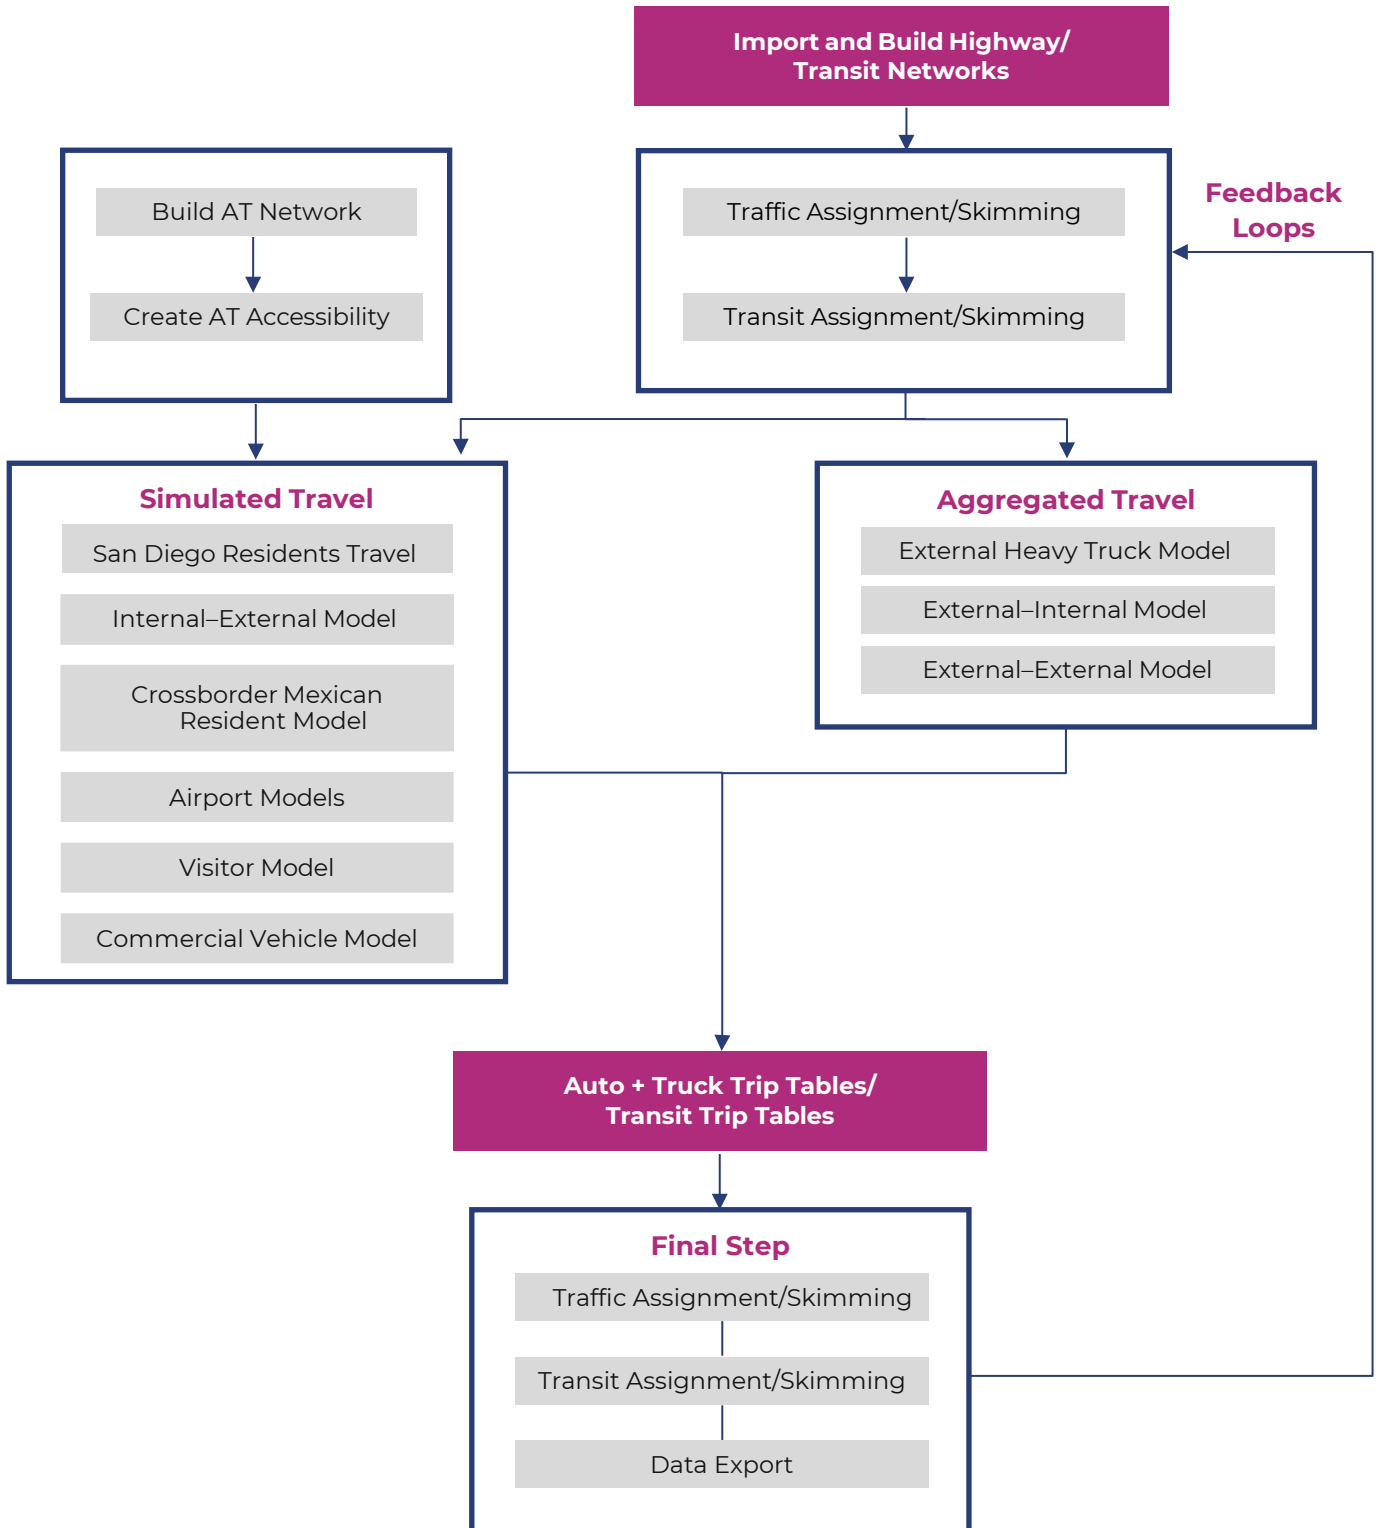 Import and Build Highway/
Transit Networks
Build AT Network
Create AT Accessibility
Traffic Assignment/Skimming
Transit Assignment/Skimming
Feedback
Loops
Simulated Travel
San Diego Residents Travel
Internal–External Model
Crossborder Mexican
Resident Model
Airport Models
Visitor Model
Commercial Vehicle Model
Aggregated Travel
External Heavy Truck Model
External–Internal Model
External–External Model
Auto + Truck Trip Tables/
Transit Trip Tables
Final Step
Traffic Assignment/Skimming
Transit Assignment/Skimming
Data Export